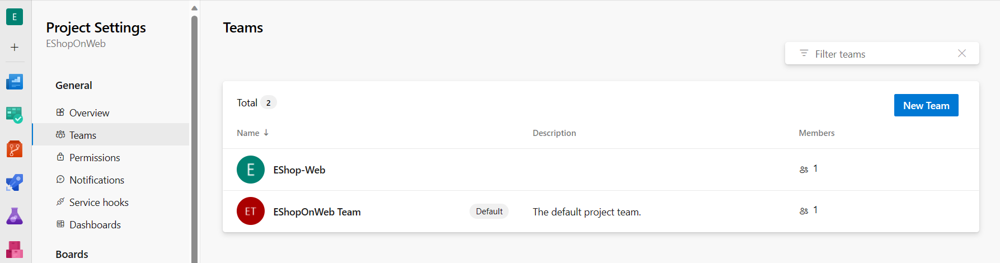 E
Project Settings
EShopOnWeb
General
Overview
Teams
Permissions
Notifications
Service hooks
Dashboards
Boards
Teams
Filter teams
Total 2
New Team
Name Description Members
E EShop-Web 1
ET EShopOnWeb Team Default The default project team. 1